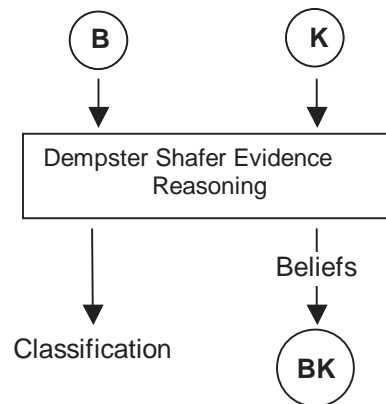 B
K
Dempster Shafer Evidence
Reasoning
Beliefs
Classification
BK